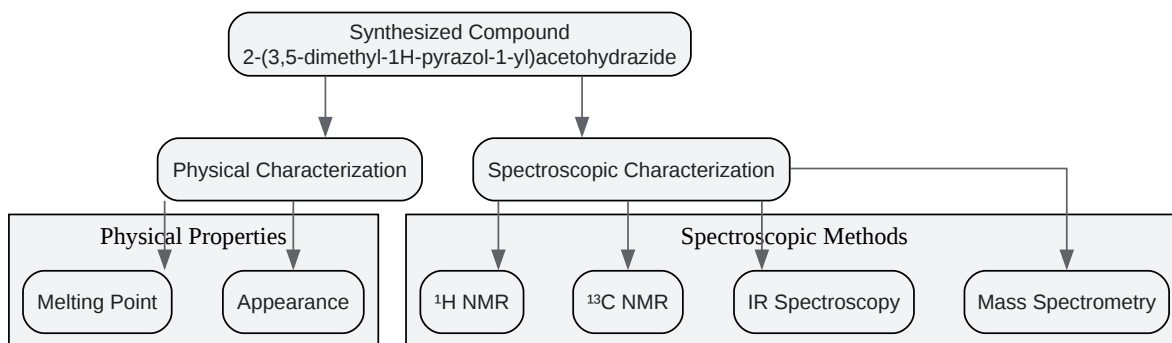 Synthesized Compound
2-(3,5-dimethyl-1H-pyrazol-1-yl)acetohydrazide
Physical Characterization
Spectroscopic Characterization
Physical Properties
Spectroscopic Methods
Melting Point
Appearance
¹H NMR
¹³C NMR
IR Spectroscopy
Mass Spectrometry